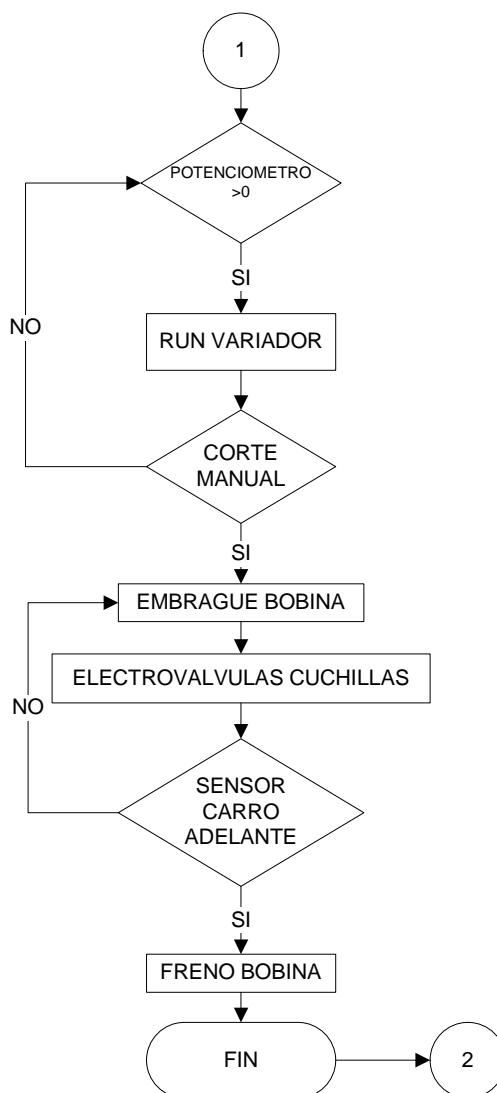 1
POTENCIOMETRO
>0
SI
NO
RUN VARIADOR
CORTE
MANUAL
SI
EMBRAGUE BOBINA
ELECTROVALVULAS CUCHILLAS
NO
SENSOR
CARRO
ADELANTE
SI
FRENO BOBINA
FIN
2